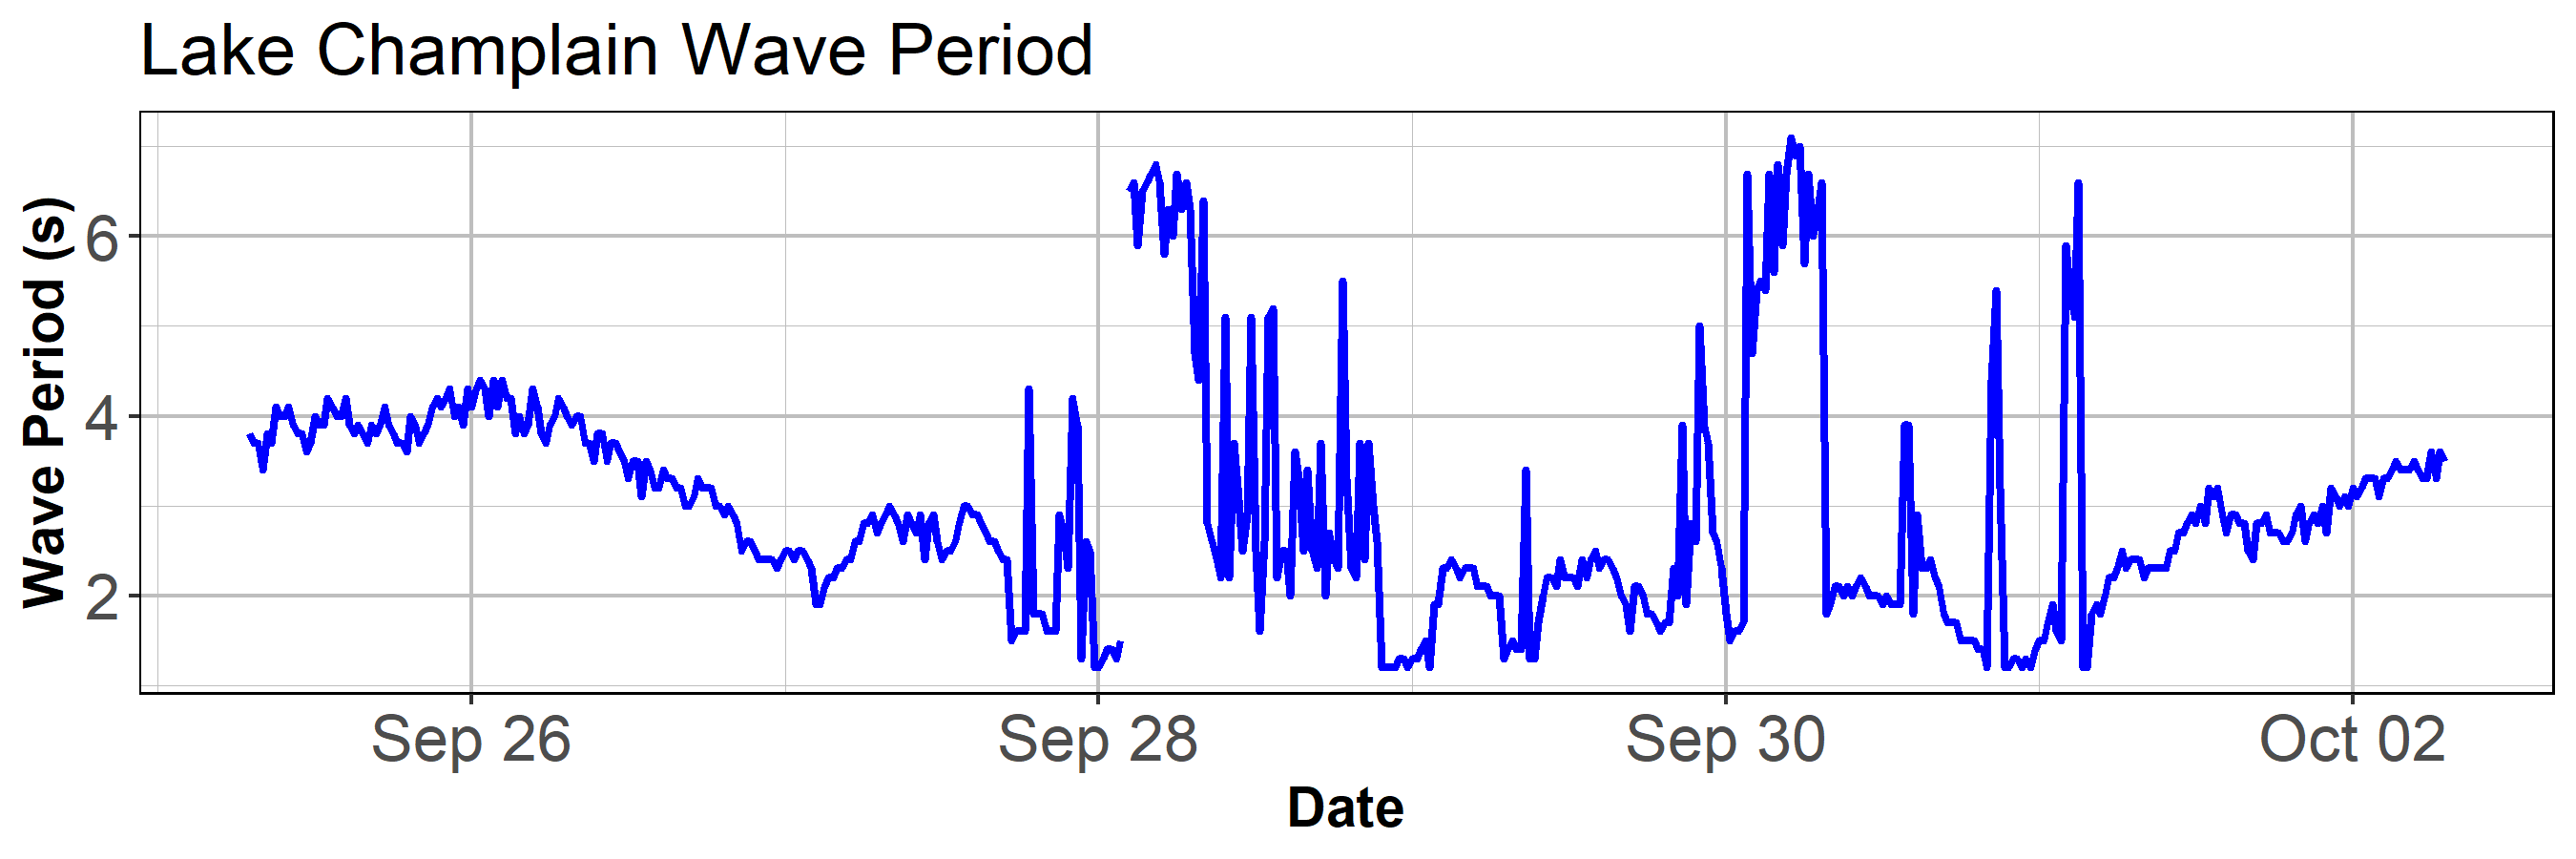 Lake Champlain Wave Period
Wave Period (s)
6
4
2
Sep 26
Sep 28
Sep 30
Oct 02
Date